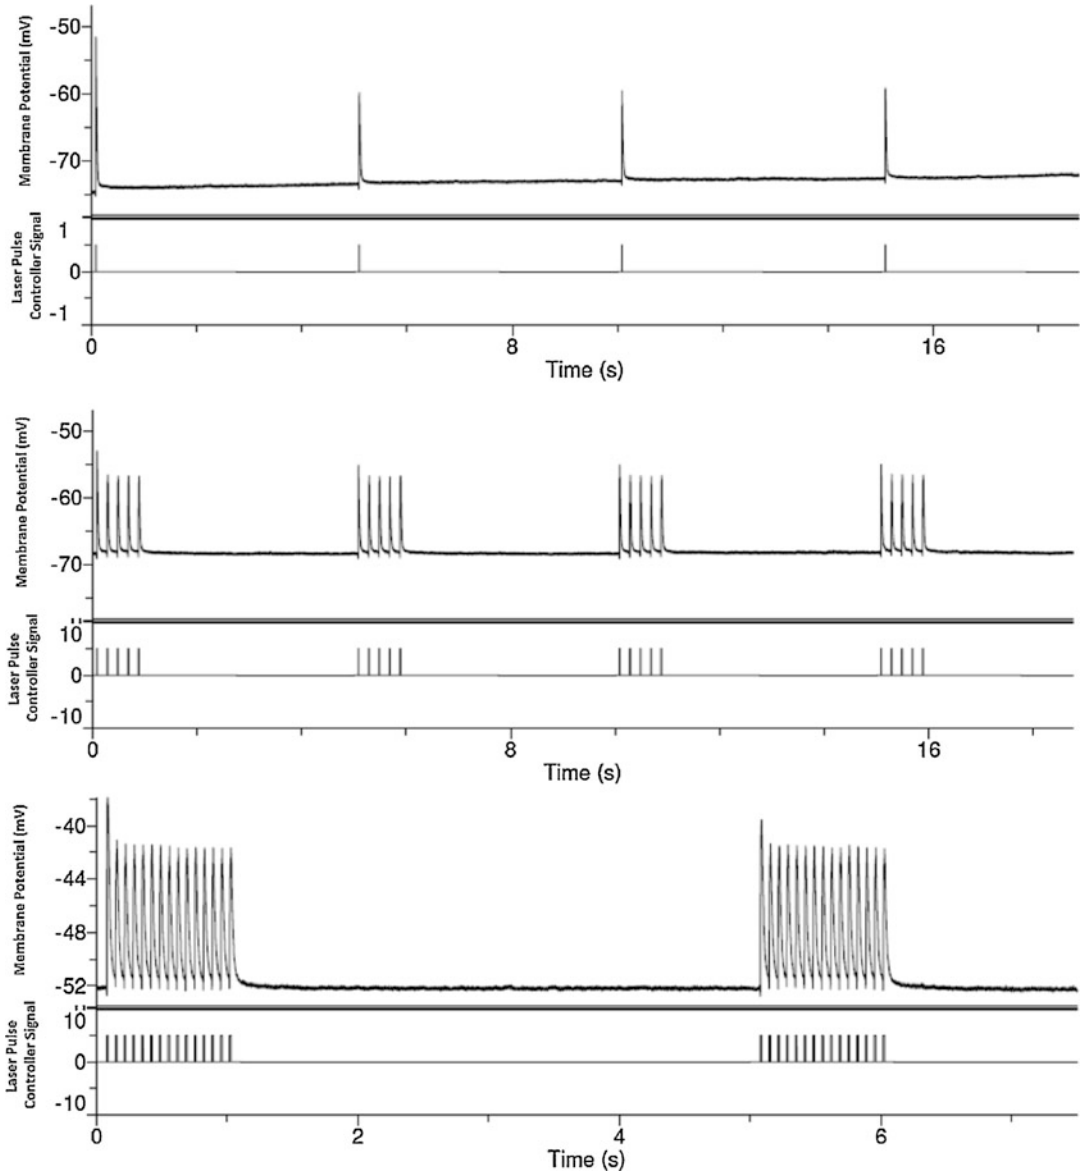 Membrane Potential (mV)
-50
-60
-70
Laser Pulse
Controller Signal
1
0
-1
0 8 16
Time (s)
Membrane Potential (mV)
-50
-60
-70
Laser Pulse
Controller Signal
10
0
-10
0 8 16
Time (s)
Membrane Potential (mV)
-40
-44
-48
-52
Laser Pulse
Controller Signal
10
0
-10
0 2 4 6
Time (s)